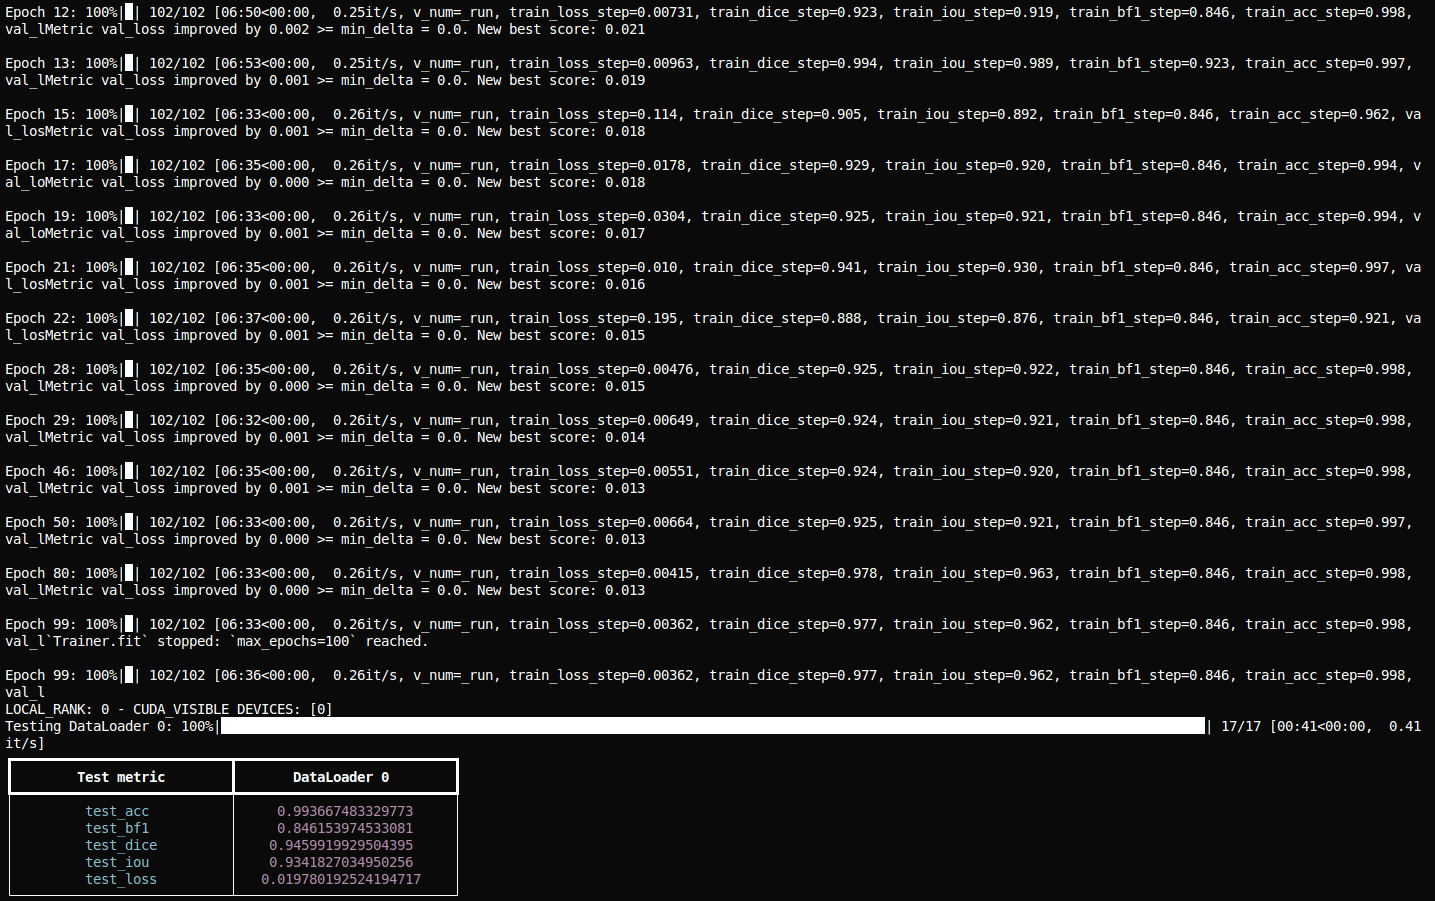 Epoch 12: 100%|█| 102/102 [06:50<00:00,  0.25it/s, v_num=_run, train_loss_step=0.00731, train_dice_step=0.923, train_iou_step=0.919, train_bf1_step=0.846, train_acc_step=0.998,
val_lMetric val_loss improved by 0.002 >= min_delta = 0.0. New best score: 0.021
Epoch 13: 100%|█| 102/102 [06:53<00:00,  0.25it/s, v_num=_run, train_loss_step=0.00963, train_dice_step=0.994, train_iou_step=0.989, train_bf1_step=0.923, train_acc_step=0.997,
val_lMetric val_loss improved by 0.001 >= min_delta = 0.0. New best score: 0.019
Epoch 15: 100%|█| 102/102 [06:33<00:00,  0.26it/s, v_num=_run, train_loss_step=0.114, train_dice_step=0.905, train_iou_step=0.892, train_bf1_step=0.846, train_acc_step=0.962, va
l_losMetric val_loss improved by 0.001 >= min_delta = 0.0. New best score: 0.018
Epoch 17: 100%|█| 102/102 [06:35<00:00,  0.26it/s, v_num=_run, train_loss_step=0.0178, train_dice_step=0.929, train_iou_step=0.920, train_bf1_step=0.846, train_acc_step=0.994, v
al_loMetric val_loss improved by 0.000 >= min_delta = 0.0. New best score: 0.018
Epoch 19: 100%|█| 102/102 [06:33<00:00,  0.26it/s, v_num=_run, train_loss_step=0.0304, train_dice_step=0.925, train_iou_step=0.921, train_bf1_step=0.846, train_acc_step=0.994, v
al_loMetric val_loss improved by 0.001 >= min_delta = 0.0. New best score: 0.017
Epoch 21: 100%|█| 102/102 [06:35<00:00,  0.26it/s, v_num=_run, train_loss_step=0.010, train_dice_step=0.941, train_iou_step=0.930, train_bf1_step=0.846, train_acc_step=0.997, va
l_losMetric val_loss improved by 0.001 >= min_delta = 0.0. New best score: 0.016
Epoch 22: 100%|█| 102/102 [06:37<00:00,  0.26it/s, v_num=_run, train_loss_step=0.195, train_dice_step=0.888, train_iou_step=0.876, train_bf1_step=0.846, train_acc_step=0.921, va
l_losMetric val_loss improved by 0.001 >= min_delta = 0.0. New best score: 0.015
Epoch 28: 100%|█| 102/102 [06:35<00:00,  0.26it/s, v_num=_run, train_loss_step=0.00476, train_dice_step=0.925, train_iou_step=0.922, train_bf1_step=0.846, train_acc_step=0.998,
val_lMetric val_loss improved by 0.000 >= min_delta = 0.0. New best score: 0.015
Epoch 29: 100%|█| 102/102 [06:32<00:00,  0.26it/s, v_num=_run, train_loss_step=0.00649, train_dice_step=0.924, train_iou_step=0.921, train_bf1_step=0.846, train_acc_step=0.998,
val_lMetric val_loss improved by 0.001 >= min_delta = 0.0. New best score: 0.014
Epoch 46: 100%|█| 102/102 [06:35<00:00,  0.26it/s, v_num=_run, train_loss_step=0.00551, train_dice_step=0.924, train_iou_step=0.920, train_bf1_step=0.846, train_acc_step=0.998,
val_lMetric val_loss improved by 0.001 >= min_delta = 0.0. New best score: 0.013
Epoch 50: 100%|█| 102/102 [06:33<00:00,  0.26it/s, v_num=_run, train_loss_step=0.00664, train_dice_step=0.925, train_iou_step=0.921, train_bf1_step=0.846, train_acc_step=0.997,
val_lMetric val_loss improved by 0.000 >= min_delta = 0.0. New best score: 0.013
Epoch 80: 100%|█| 102/102 [06:33<00:00,  0.26it/s, v_num=_run, train_loss_step=0.00415, train_dice_step=0.978, train_iou_step=0.963, train_bf1_step=0.846, train_acc_step=0.998,
val_lMetric val_loss improved by 0.000 >= min_delta = 0.0. New best score: 0.013
Epoch 99: 100%|█| 102/102 [06:33<00:00,  0.26it/s, v_num=_run, train_loss_step=0.00362, train_dice_step=0.977, train_iou_step=0.962, train_bf1_step=0.846, train_acc_step=0.998,
val_l`Trainer.fit` stopped: `max_epochs=100` reached.
Epoch 99: 100%|█| 102/102 [06:36<00:00,  0.26it/s, v_num=_run, train_loss_step=0.00362, train_dice_step=0.977, train_iou_step=0.962, train_bf1_step=0.846, train_acc_step=0.998,
val_l
LOCAL_RANK: 0 - CUDA_VISIBLE_DEVICES: [0]
Testing DataLoader 0: 100%|█| 17/17 [00:41<00:00,  0.41
it/s]
Test metric DataLoader 0
test_acc 0.993667483329773
test_bf1 0.846153974533081
test_dice 0.9459919929504395
test_iou 0.9341827034950256
test_loss 0.019780192524194717